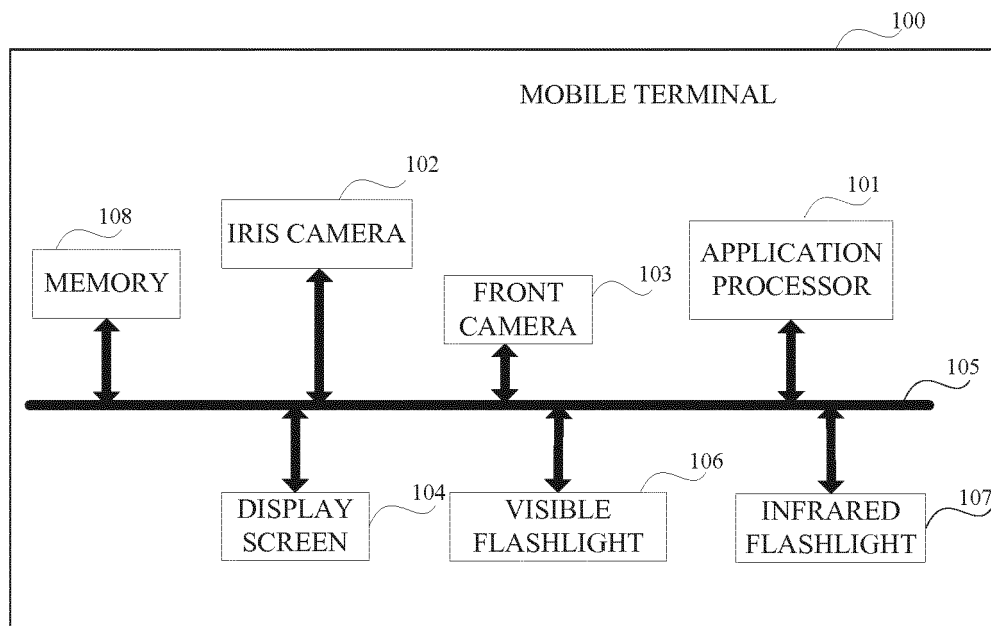 100
MOBILE TERMINAL
102
101
108
IRIS CAMERA
APPLICATION
PROCESSOR
MEMORY
FRONT
CAMERA
103
105
106
DISPLAY
SCREEN
104
VISIBLE
FLASHLIGHT
INFRARED
FLASHLIGHT
107